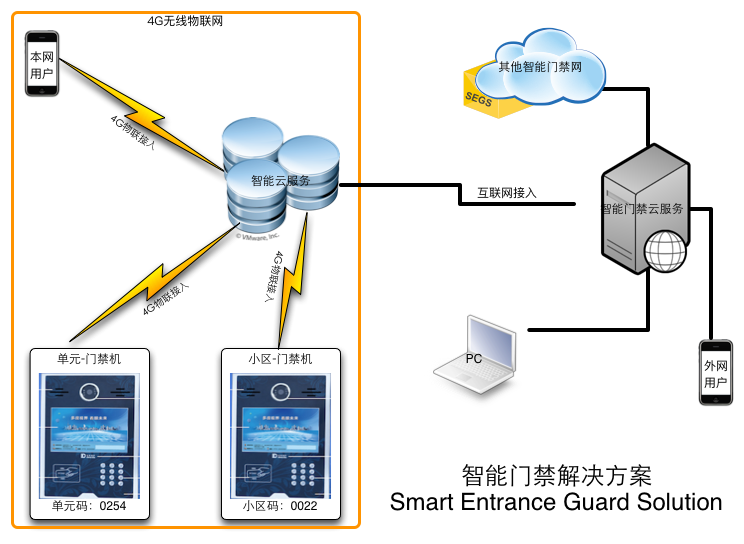 4G无线物联网
本网
用户
其他智能门禁网
SEGS
4G物联接入
智能云服务
互联网接入
智能门禁云服务
© VMware, Inc.
4G物联接入
4G物联接入
单元-门禁机
小区-门禁机
PC
外网
用户
单元码：0254
小区码：0022
智能门禁解决方案
Smart Entrance Guard Solution